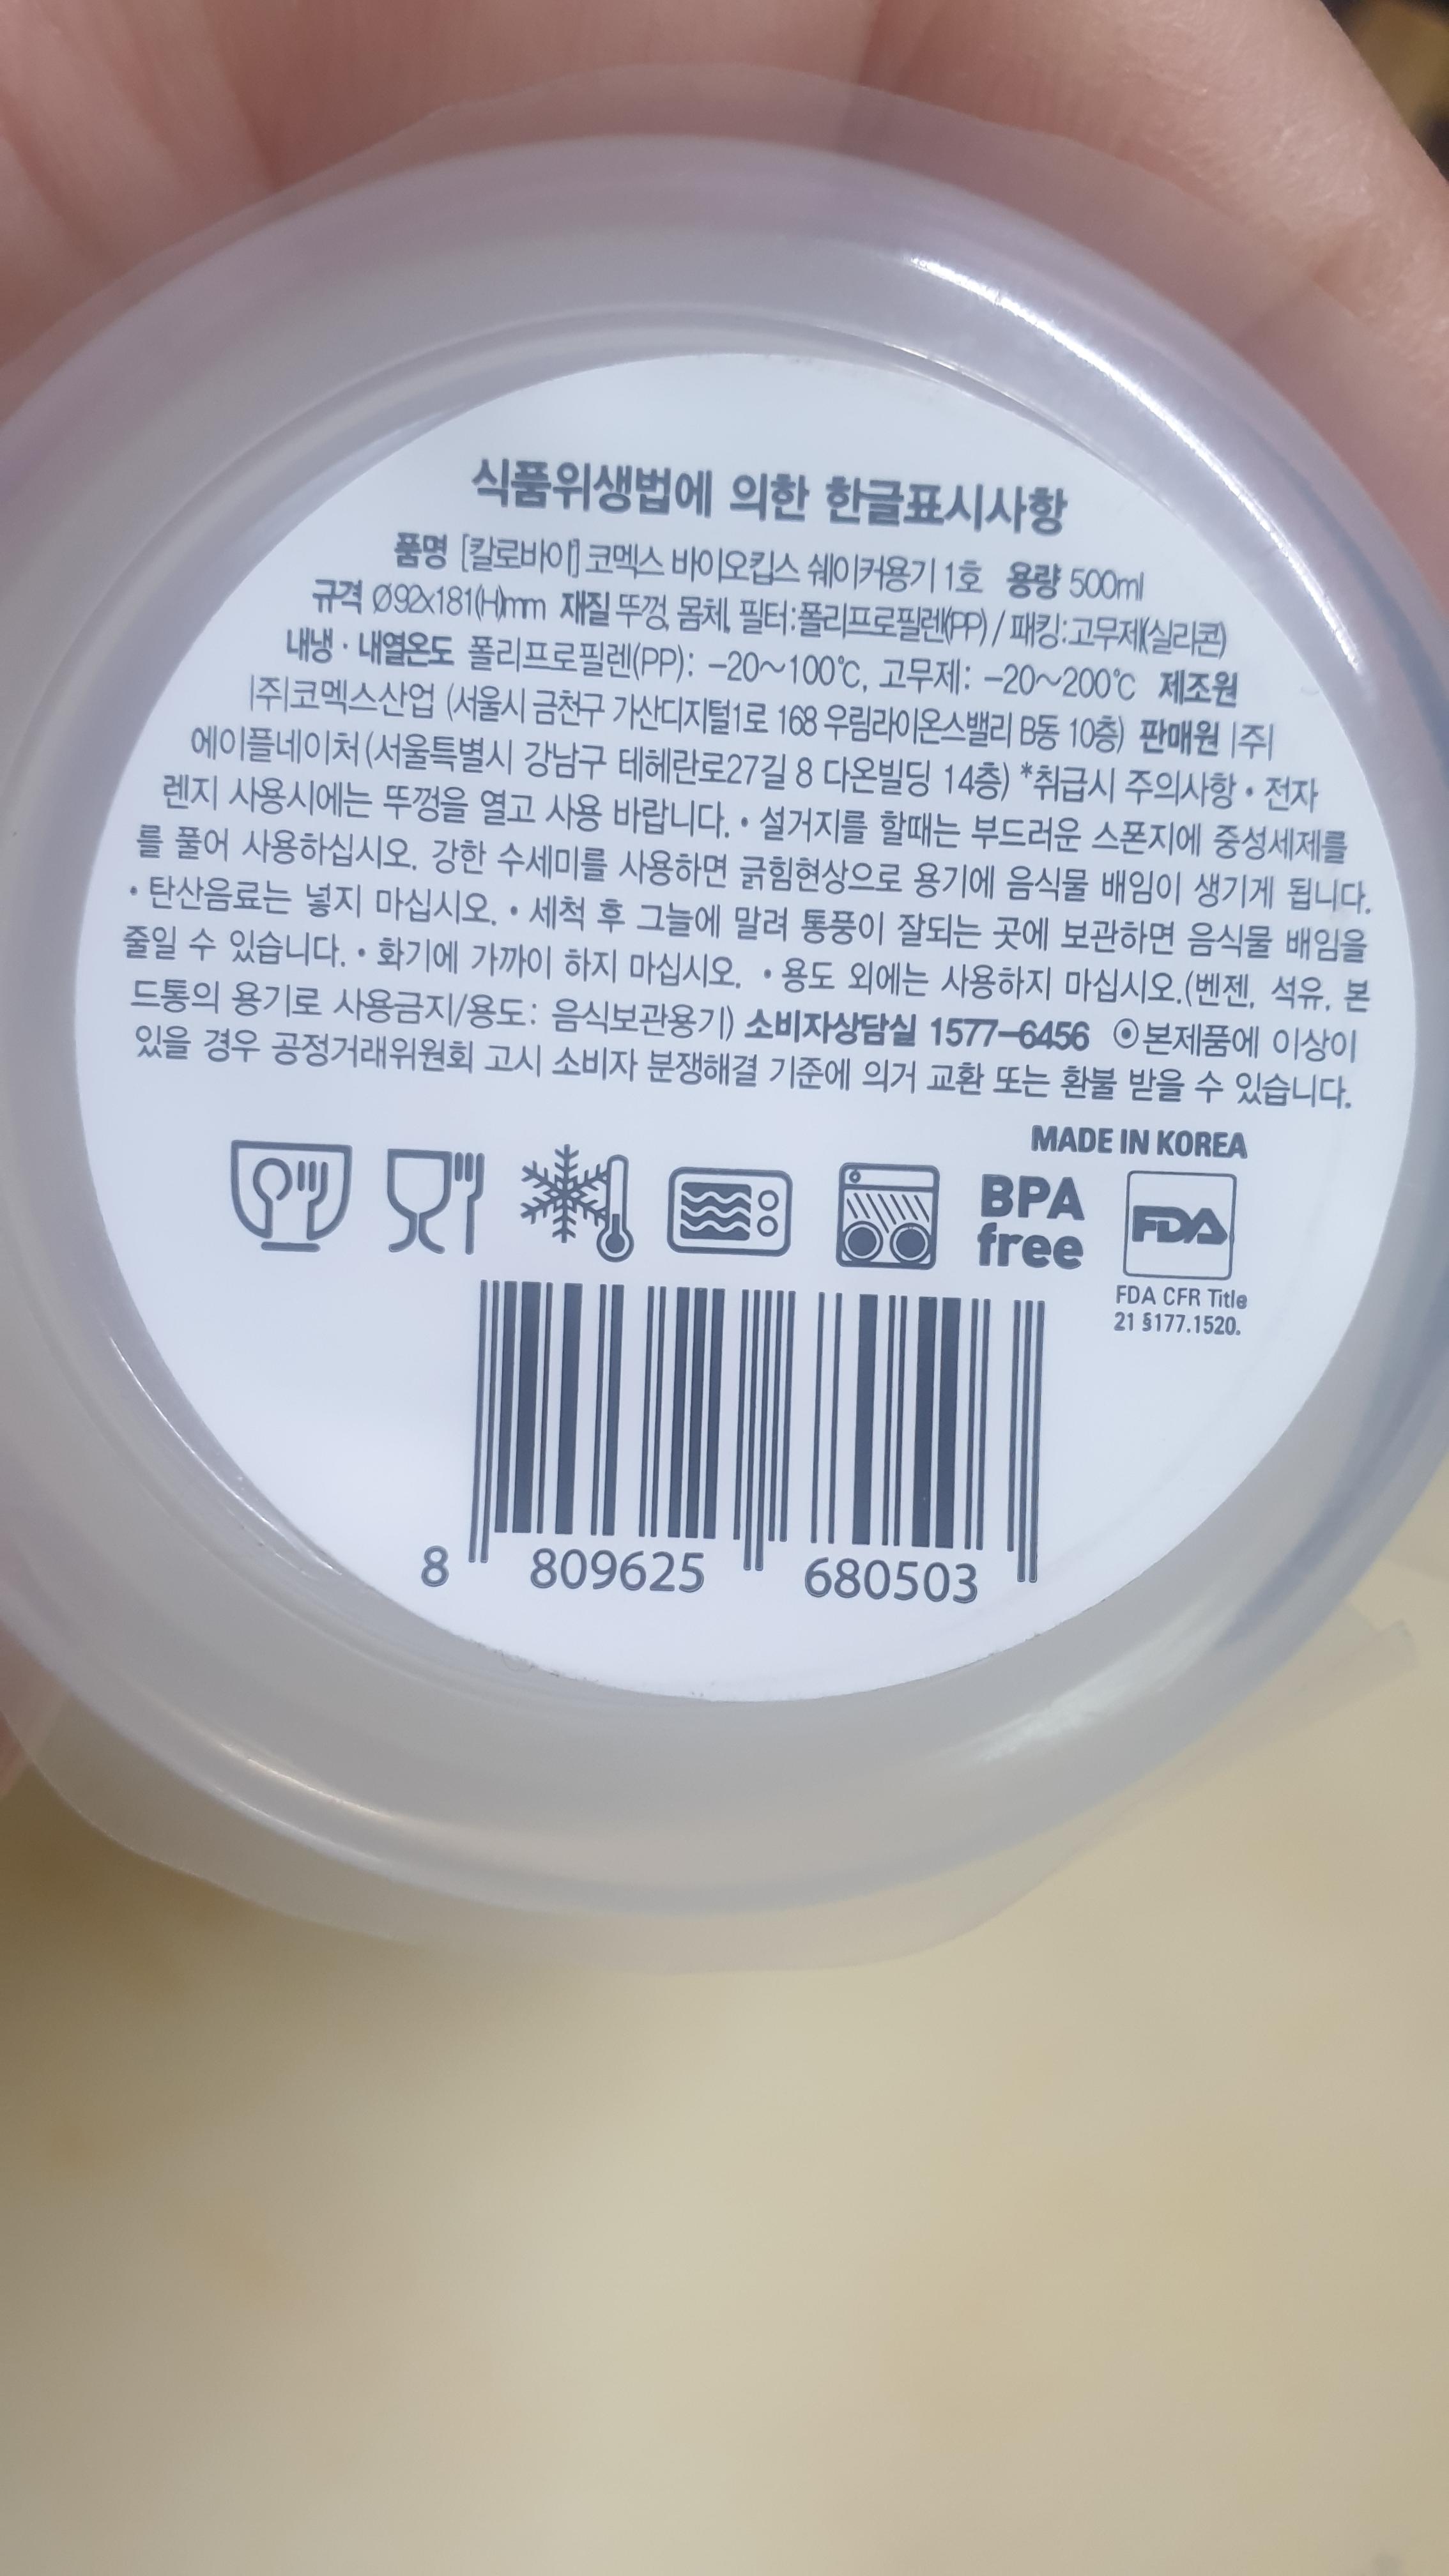 식품위생법에 의한 한글표시사항
품명 [칼로바이] 코멕스 바이오킵스 쉐이커용기 1호 용량 500ml
규격 Ø92x181(H)mm 재질 뚜껑, 몸체, 필터:폴리프로필렌(PP) / 패킹:고무제(실리콘)
내냉·내열온도 폴리프로필렌(PP): -20~100℃, 고무제: -20~200℃ 제조원
|주|코멕스산업 (서울시 금천구 가산디지털1로 168 우림라이온스밸리 B동 10층) 판매원 |주|
에이플네이처(서울특별시 강남구 테헤란로27길 8 다온빌딩 14층) *취급시 주의사항 • 전자
렌지 사용시에는 뚜껑을 열고 사용 바랍니다. • 설거지를 할때는 부드러운 스폰지에 중성세제를
를 풀어 사용하십시오. 강한 수세미를 사용하면 긁힘현상으로 용기에 음식물 배임이 생기게 됩니다.
• 탄산음료는 넣지 마십시오. • 세척 후 그늘에 말려 통풍이 잘되는 곳에 보관하면 음식물 배임을
줄일 수 있습니다. • 화기에 가까이 하지 마십시오. • 용도 외에는 사용하지 마십시오.(벤젠, 석유, 본
드통의 용기로 사용금지/용도: 음식보관용기) 소비자상담실 1577-6456 ⦿본제품에 이상이
있을 경우 공정거래위원회 고시 소비자 분쟁해결 기준에 의거 교환 또는 환불 받을 수 있습니다.
MADE IN KOREA
BPA
free
FDA
FDA CFR Title
21 §177.1520.
8 809625 680503